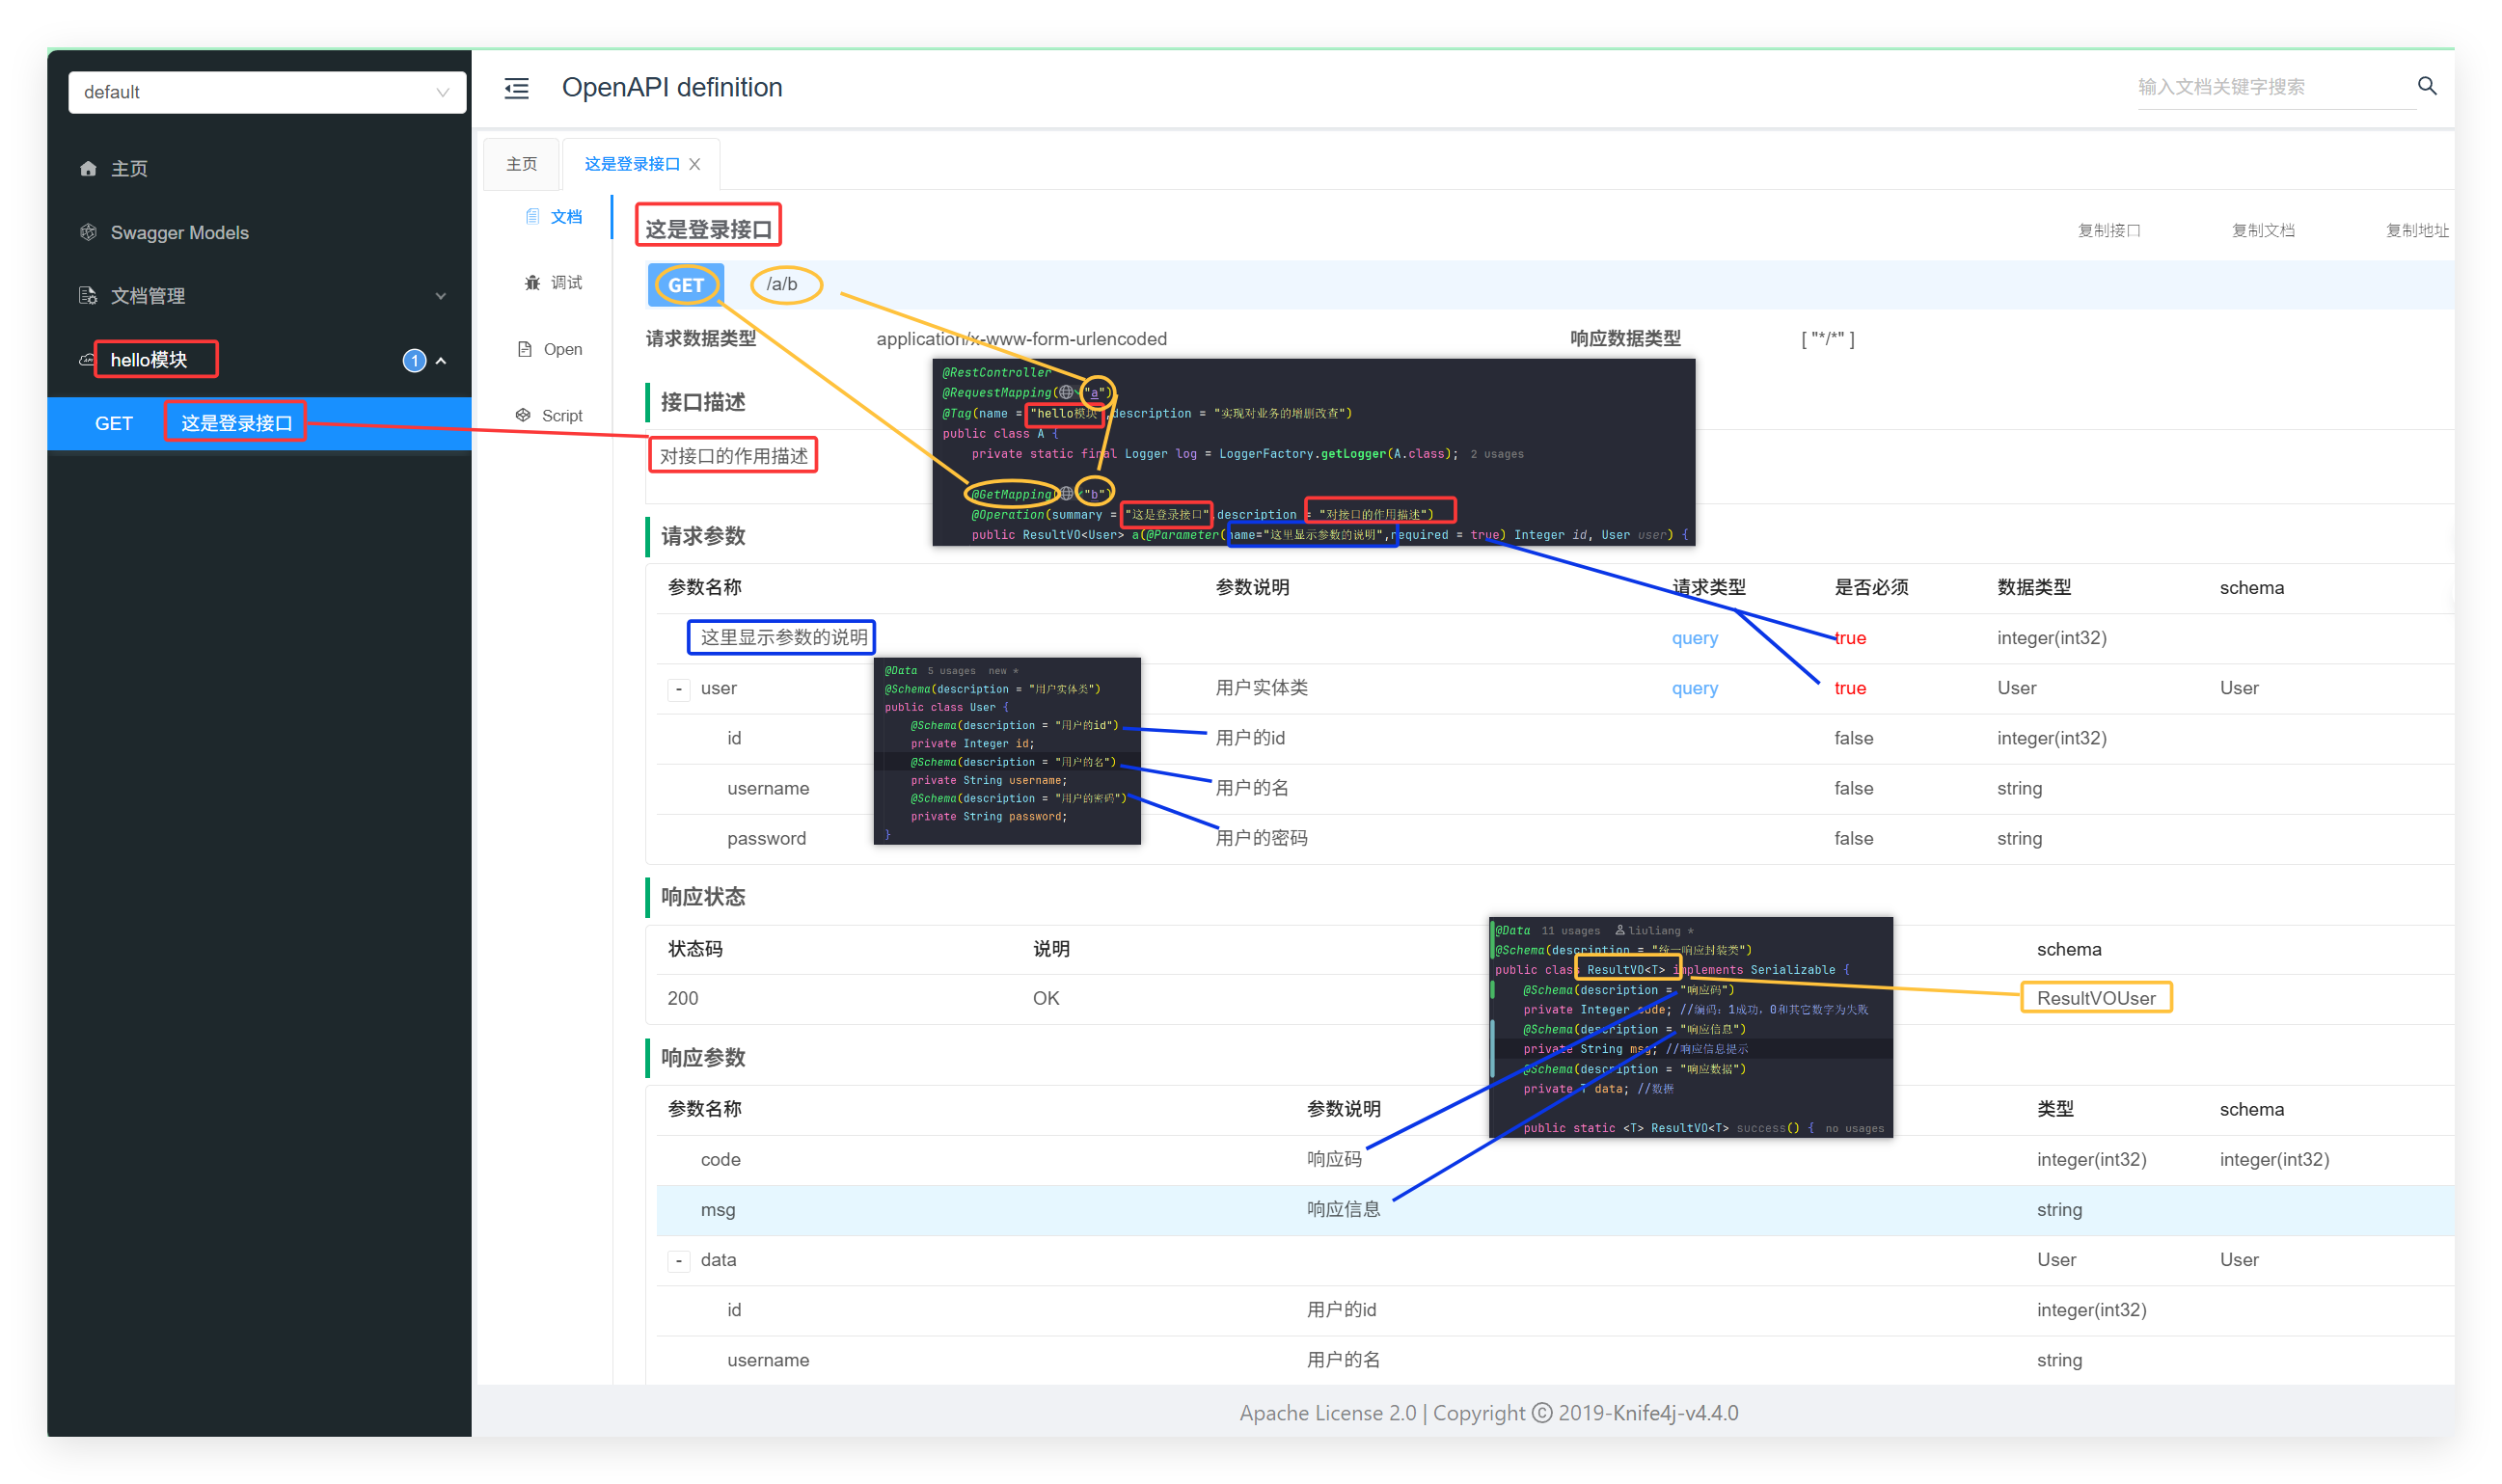 default
OpenAPI definition
输入文档关键字搜索
主页
Swagger Models
文档管理
hello模块
1
GET 这是登录接口
主页
这是登录接口
文档
调试
Open
Script
这是登录接口
复制接口 复制文档 复制地址
GET /a/b
请求数据类型 application/x-www-form-urlencoded 响应数据类型 [ "*/*" ]
接口描述
对接口的作用描述
@RestController
@RequestMapping("a")
@Tag(name = "hello模块",description = "实现对业务的增删改查")
public class A {
private static final Logger log = LoggerFactory.getLogger(A.class); 2 usages
@GetMapping("b")
@Operation(summary = "这是登录接口",description = "对接口的作用描述")
public ResultVO<User> a(@Parameter(name="这里显示参数的说明",required = true) Integer id, User user) {
请求参数
参数名称 参数说明 请求类型 是否必须 数据类型 schema
这里显示参数的说明 query true integer(int32)
- user 用户实体类 query true User User
id 用户的id false integer(int32)
username 用户的名 false string
password 用户的密码 false string
@Data 5 usages new *
@Schema(description = "用户实体类")
public class User {
@Schema(description = "用户的id")
private Integer id;
@Schema(description = "用户的名")
private String username;
@Schema(description = "用户的密码")
private String password;
}
响应状态
状态码 说明 schema
200 OK ResultVOUser
@Data 11 usages liuliang *
@Schema(description = "统一响应封装类")
public class ResultVO<T> implements Serializable {
@Schema(description = "响应码")
private Integer code; //编码：1成功，0和其它数字为失败
@Schema(description = "响应信息")
private String msg; //响应信息提示
@Schema(description = "响应数据")
private T data; //数据
public static <T> ResultVO<T> success() { no usages
响应参数
参数名称 参数说明 类型 schema
code 响应码 integer(int32) integer(int32)
msg 响应信息 string
- data User User
id 用户的id integer(int32)
username 用户的名 string
Apache License 2.0 | Copyright © 2019-Knife4j-v4.4.0